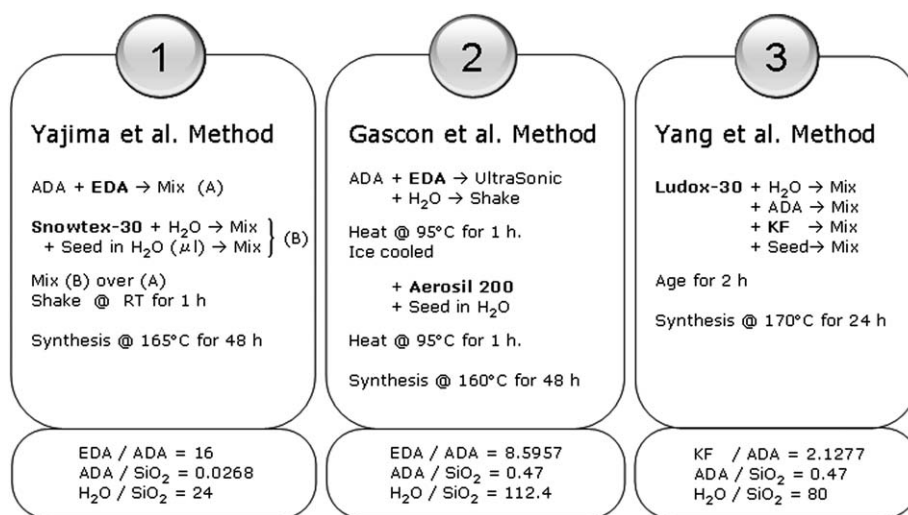 1
Yajima et al. Method
ADA + EDA → Mix (A)
Snowtex-30 + H₂O → Mix
+ Seed in H₂O (μl) → Mix } (B)
Mix (B) over (A)
Shake @ RT for 1 h
Synthesis @ 165°C for 48 h
EDA / ADA = 16
ADA / SiO₂ = 0.0268
H₂O / SiO₂ = 24
2
Gascon et al. Method
ADA + EDA → UltraSonic
+ H₂O → Shake
Heat @ 95°C for 1 h.
Ice cooled
+ Aerosil 200
+ Seed in H₂O
Heat @ 95°C for 1 h.
Synthesis @ 160°C for 48 h
EDA / ADA = 8.5957
ADA / SiO₂ = 0.47
H₂O / SiO₂ = 112.4
3
Yang et al. Method
Ludox-30 + H₂O → Mix
+ ADA → Mix
+ KF → Mix
+ Seed→ Mix
Age for 2 h
Synthesis @ 170°C for 24 h
KF / ADA = 2.1277
ADA / SiO₂ = 0.47
H₂O / SiO₂ = 80